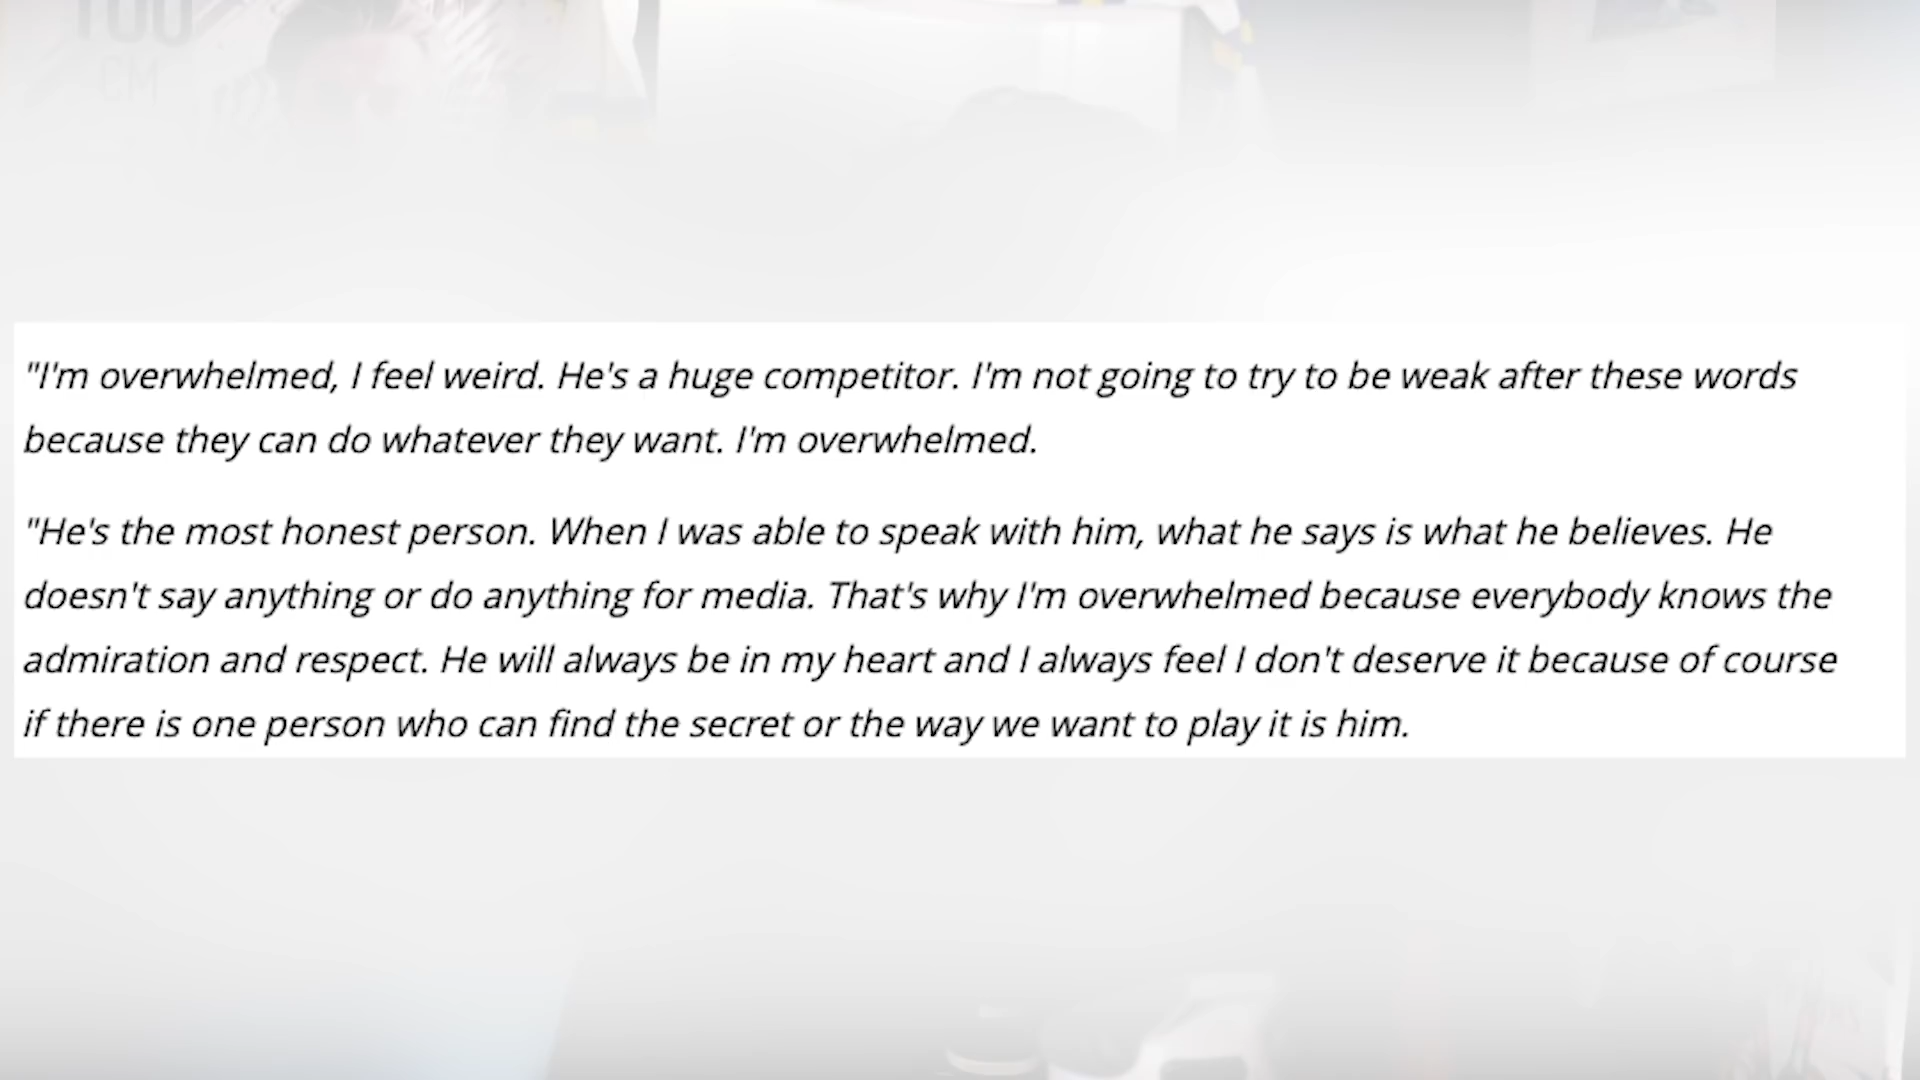 100
CM
"I'm overwhelmed, I feel weird. He's a huge competitor. I'm not going to try to be weak after these words
because they can do whatever they want. I'm overwhelmed.
"He's the most honest person. When I was able to speak with him, what he says is what he believes. He
doesn't say anything or do anything for media. That's why I'm overwhelmed because everybody knows the
admiration and respect. He will always be in my heart and I always feel I don't deserve it because of course
if there is one person who can find the secret or the way we want to play it is him.